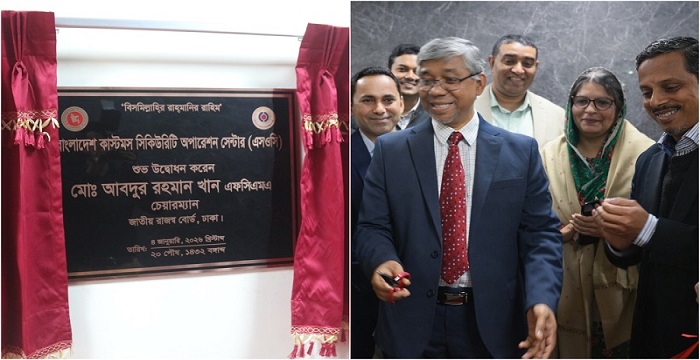 "বিসমিল্লাহির রাহমানির রাহিম"
বাংলাদেশ কাস্টমস সিকিউরিটি অপারেশন সেন্টার (এসওসি)
শুভ উদ্বোধন করেন
মোঃ আবদুর রহমান খান এফসিএমএ
চেয়ারম্যান
জাতীয় রাজস্ব বোর্ড, ঢাকা।
৪ জানুয়ারি, ২০২৬ খ্রিস্টাব্দ
তারিখ:
২০ পৌষ, ১৪৩২ বঙ্গাব্দ